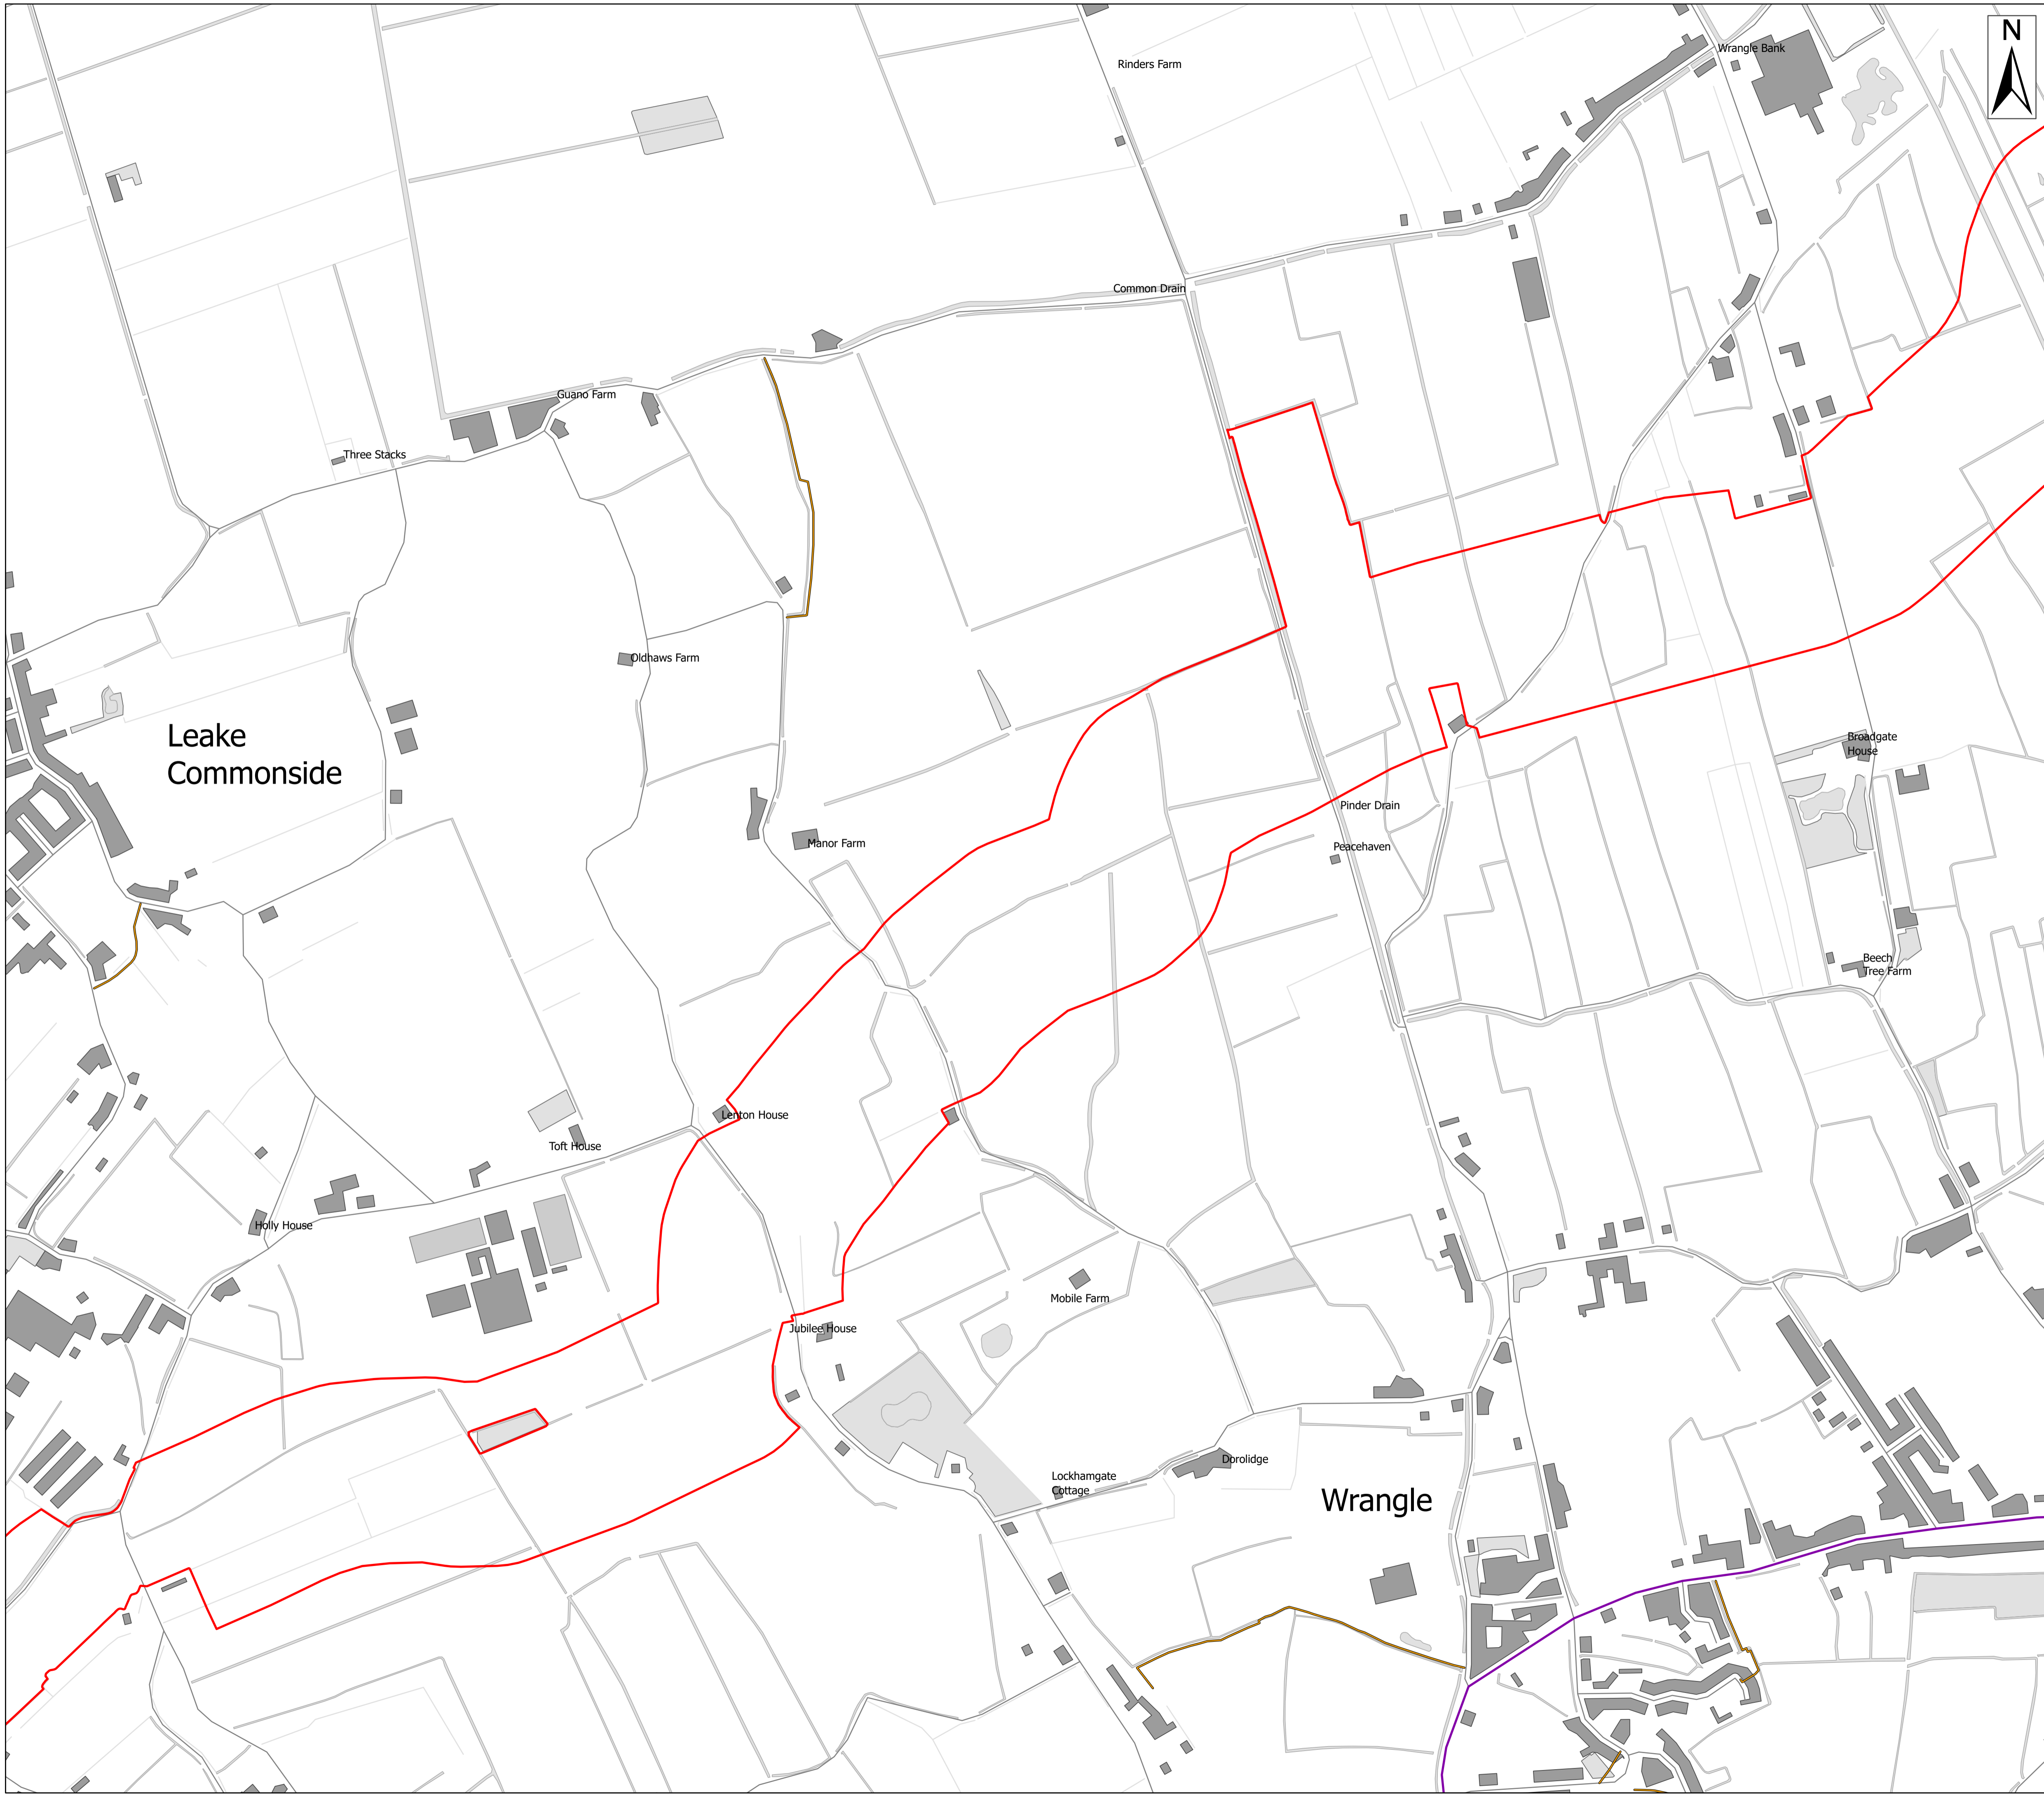 N
Wrangle Bank
Rinders Farm
Common Drain
Guano Farm
Three Stacks
Oldhaws Farm
Leake
Commonside
Broadgate
House
Pinder Drain
Manor Farm
Peacehaven
Beech
Tree Farm
Lenton House
Toft House
Holly House
Mobile Farm
Jubilee House
Dorolidge
Lockhamgate
Cottage
Wrangle